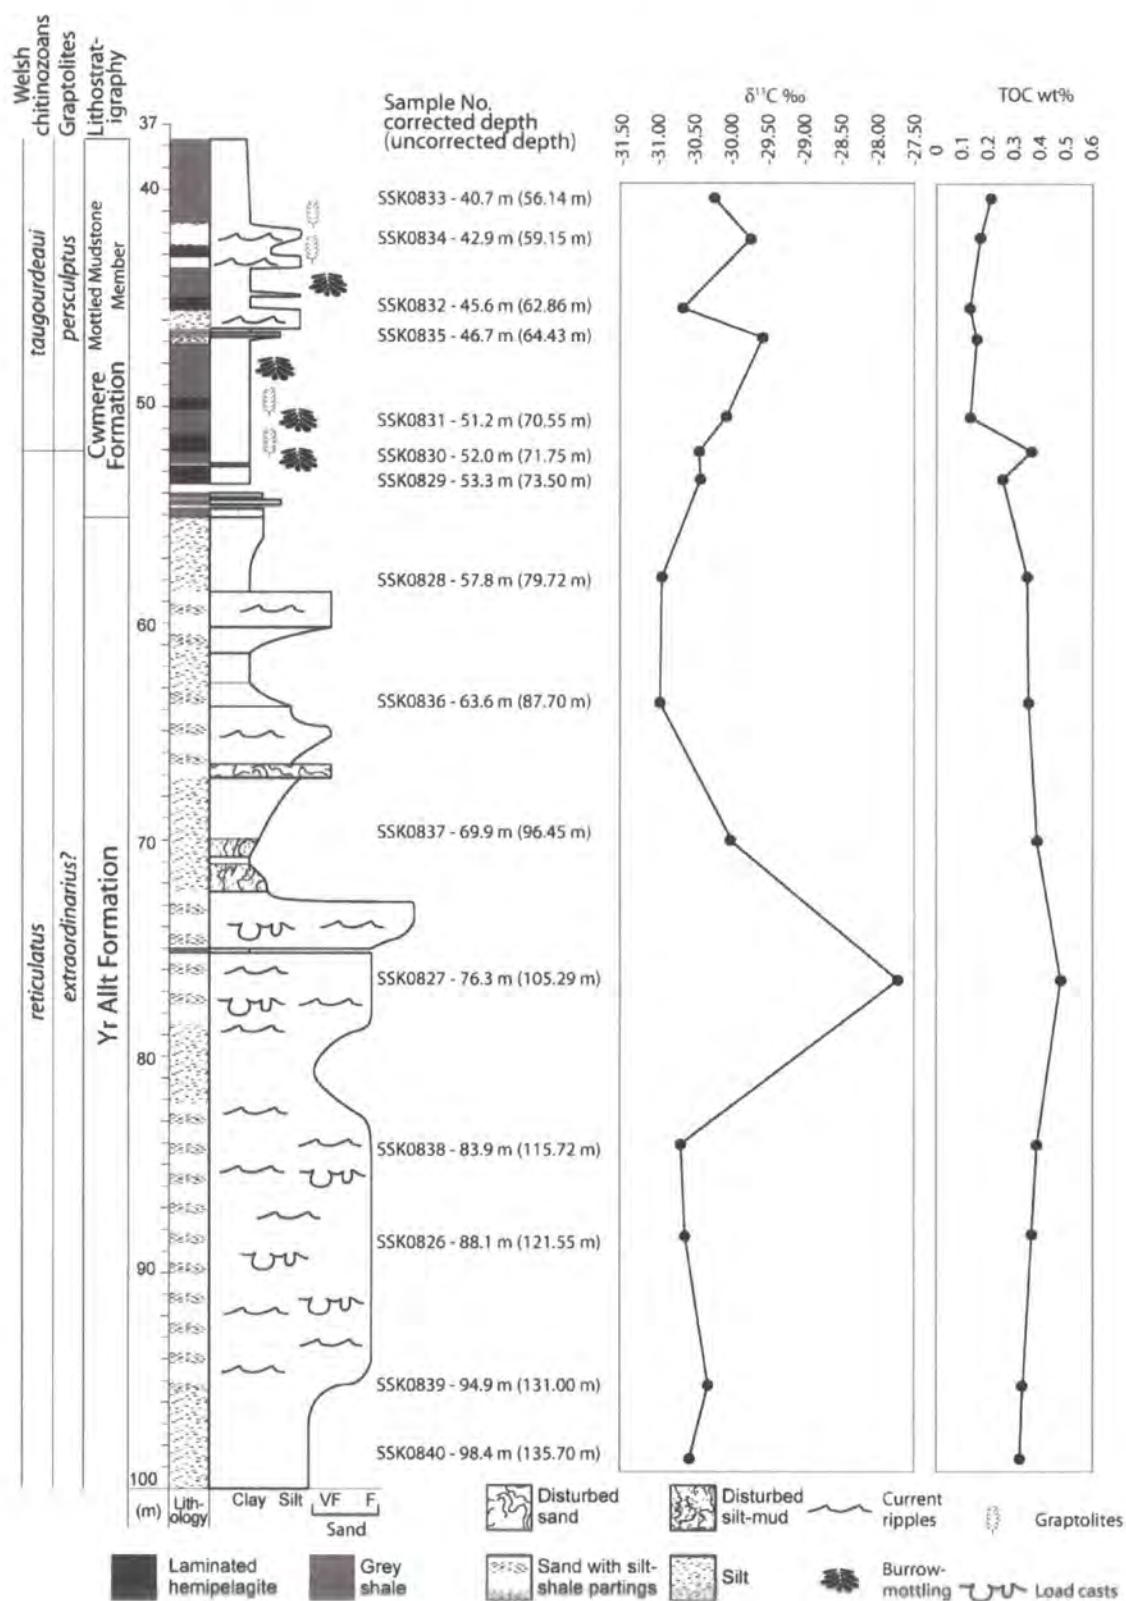 Welsh
chitinozoans
Graptolites
Lithostrat-
igraphy
Sample No.
corrected depth
(uncorrected depth)
δ¹³C ‰
TOC wt%
-31.50
-31.00
-30.50
-30.00
-29.50
-29.00
-28.50
-28.00
-27.50
0
0.1
0.2
0.3
0.4
0.5
0.6
37
40
50
60
70
80
90
100
(m)
taugourdeaui
persculptus
Mottled Mudstone
Member
Cwmere
Formation
reticulatus
extraordinarius?
Yr Allt Formation
SSK0833 - 40.7 m (56.14 m)
SSK0834 - 42.9 m (59.15 m)
SSK0832 - 45.6 m (62.86 m)
SSK0835 - 46.7 m (64.43 m)
SSK0831 - 51.2 m (70.55 m)
SSK0830 - 52.0 m (71.75 m)
SSK0829 - 53.3 m (73.50 m)
SSK0828 - 57.8 m (79.72 m)
SSK0836 - 63.6 m (87.70 m)
SSK0837 - 69.9 m (96.45 m)
SSK0827 - 76.3 m (105.29 m)
SSK0838 - 83.9 m (115.72 m)
SSK0826 - 88.1 m (121.55 m)
SSK0839 - 94.9 m (131.00 m)
SSK0840 - 98.4 m (135.70 m)
Lith-
ology
Clay Silt VF F
Sand
Disturbed
sand
Disturbed
silt-mud
Current
ripples
Graptolites
Laminated
hemipelagite
Grey
shale
Sand with silt-
shale partings
Silt
Burrow-
mottling
Load casts